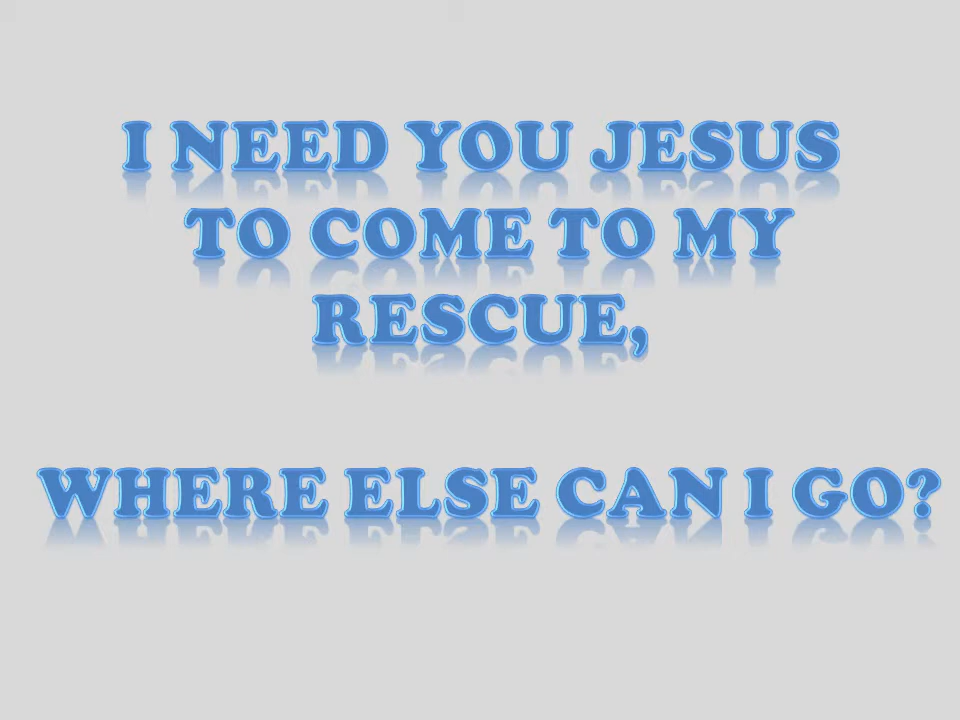 I NEED YOU JESUS
TO COME TO MY
RESCUE,
WHERE ELSE CAN I GO?